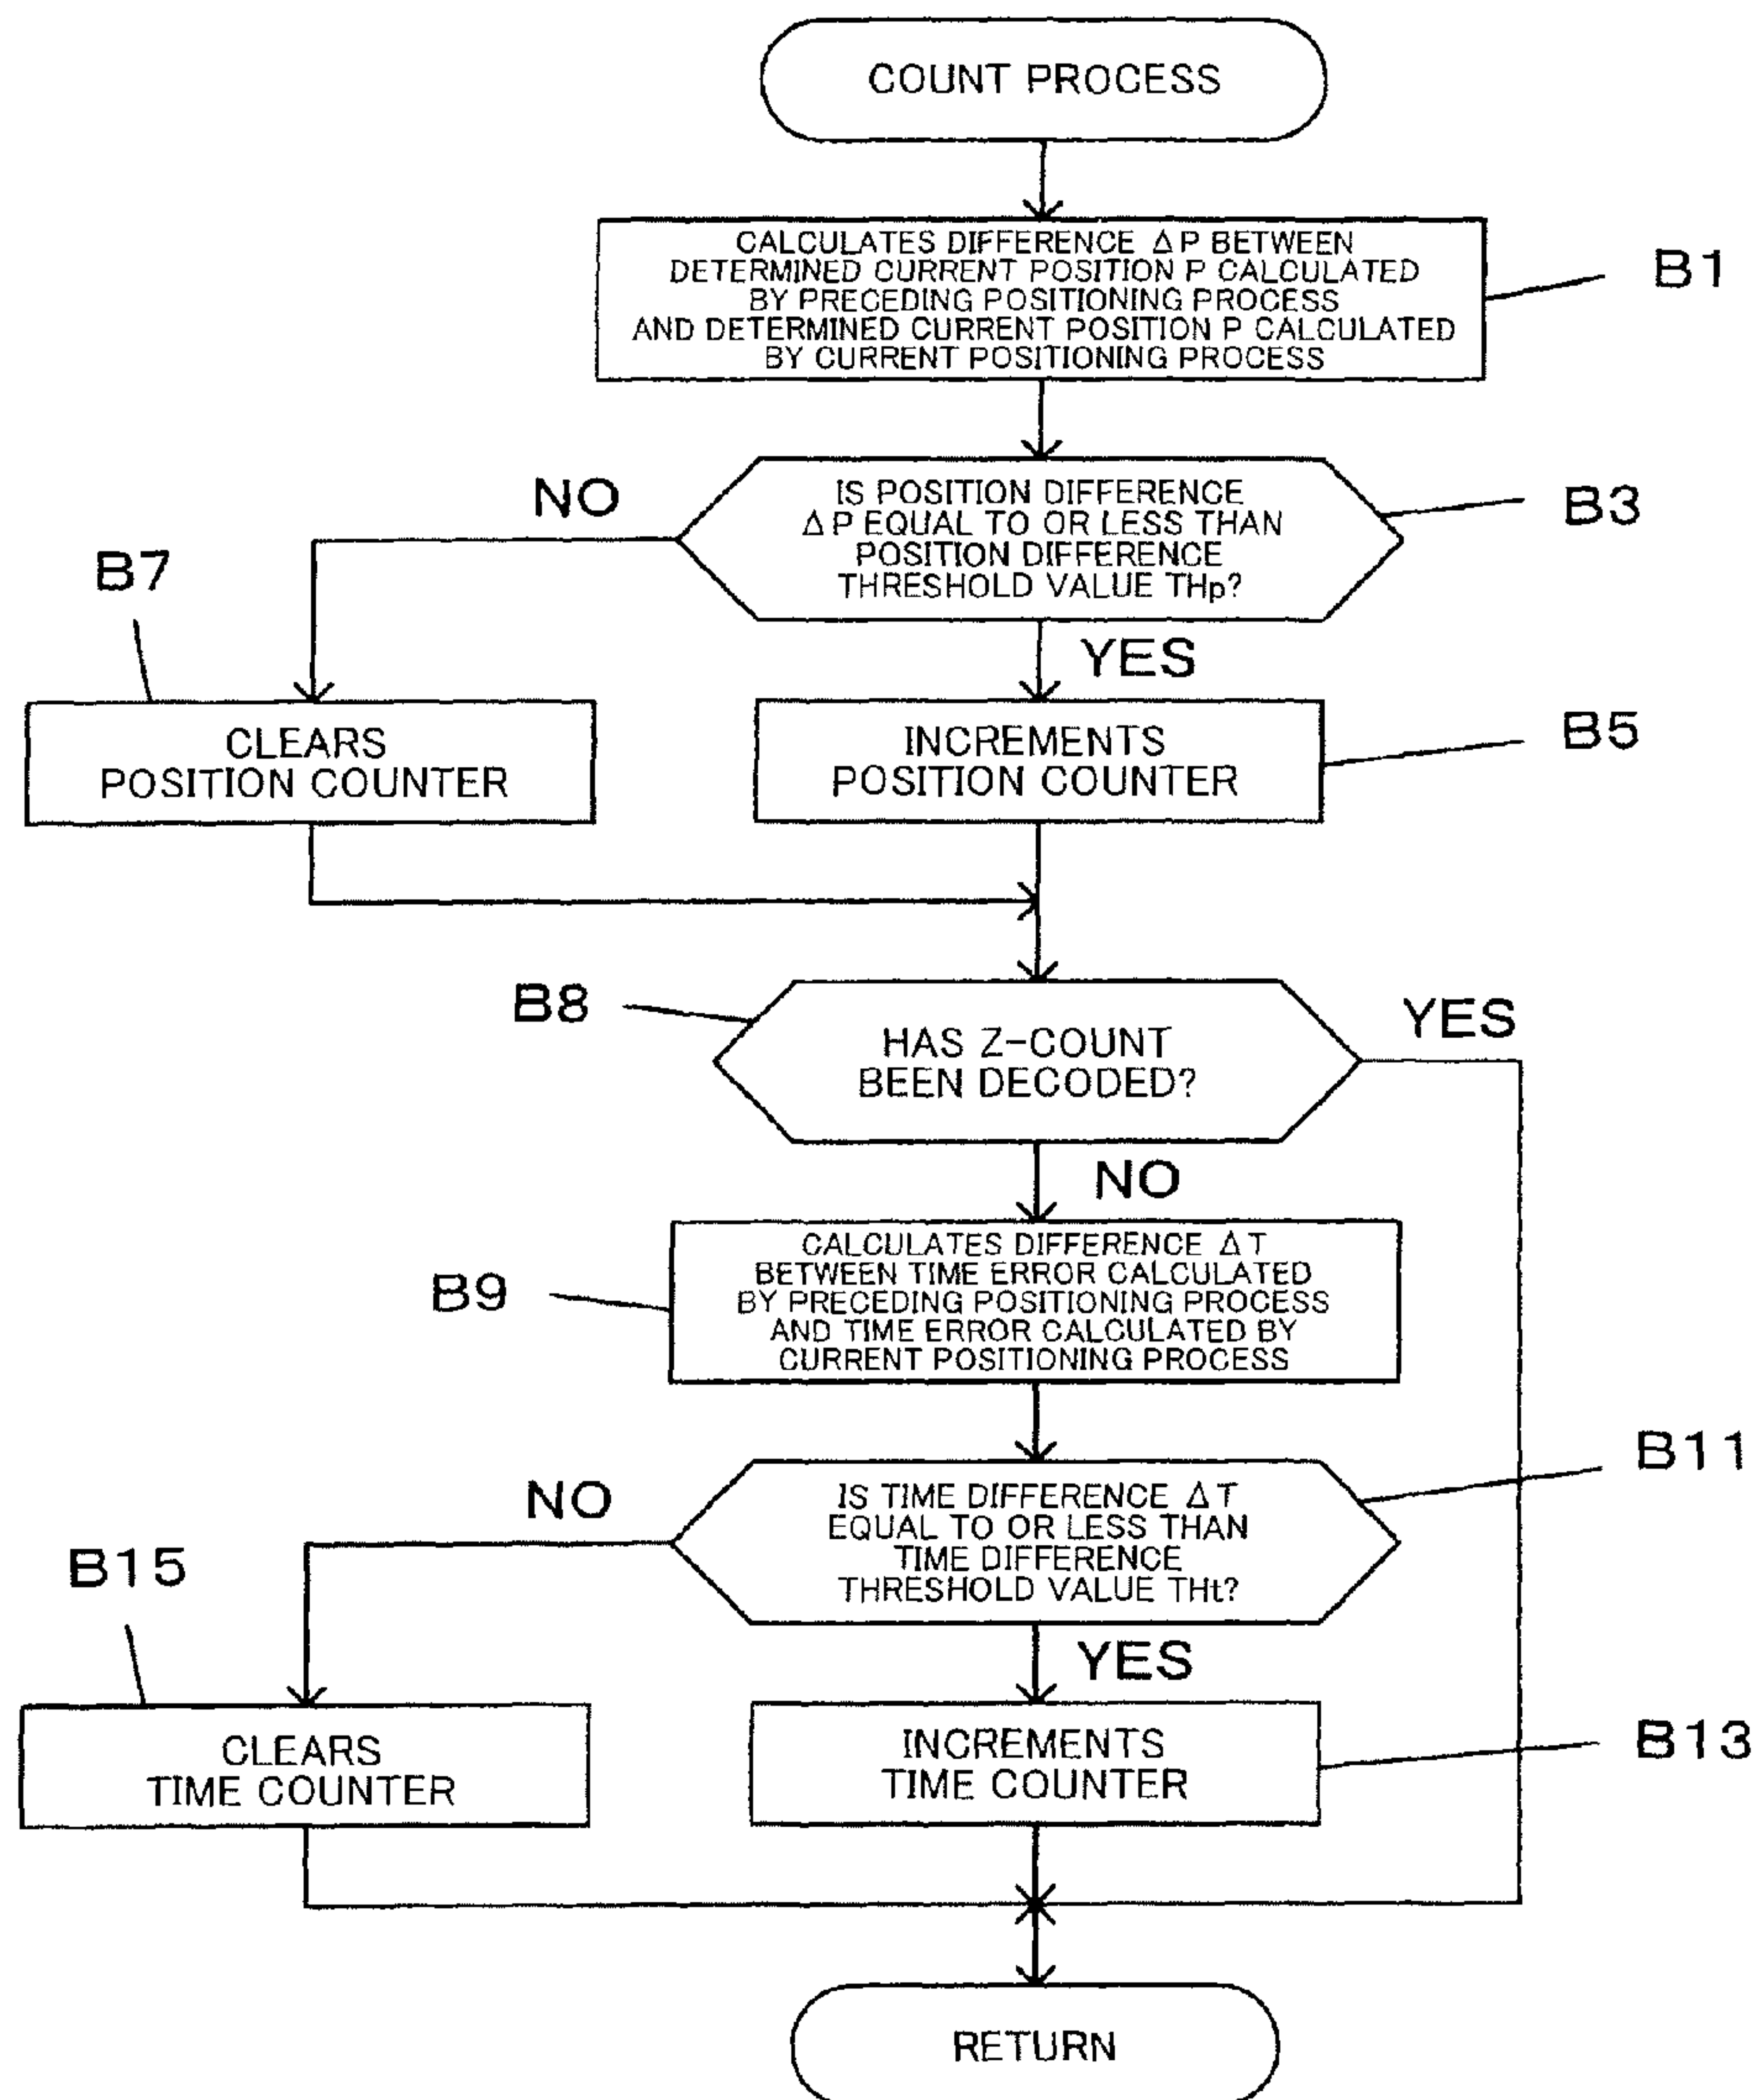 COUNT PROCESS
CALCULATES DIFFERENCE ΔP BETWEEN
DETERMINED CURRENT POSITION P CALCULATED
BY PRECEDING POSITIONING PROCESS
AND DETERMINED CURRENT POSITION P CALCULATED
BY CURRENT POSITIONING PROCESS
B1
IS POSITION DIFFERENCE
ΔP EQUAL TO OR LESS THAN
POSITION DIFFERENCE
THRESHOLD VALUE THp?
B3
NO
YES
B7
CLEARS
POSITION COUNTER
INCREMENTS
POSITION COUNTER
B5
B8
HAS Z-COUNT
BEEN DECODED?
YES
NO
B9
CALCULATES DIFFERENCE ΔT
BETWEEN TIME ERROR CALCULATED
BY PRECEDING POSITIONING PROCESS
AND TIME ERROR CALCULATED BY
CURRENT POSITIONING PROCESS
B11
IS TIME DIFFERENCE ΔT
EQUAL TO OR LESS THAN
TIME DIFFERENCE
THRESHOLD VALUE THt?
NO
YES
B15
CLEARS
TIME COUNTER
INCREMENTS
TIME COUNTER
B13
RETURN